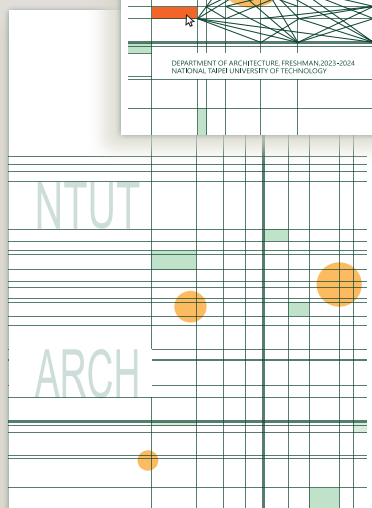 DEPARTMENT OF ARCHITECTURE, FRESHMAN,2023-2024
NATIONAL TAIPEI UNIVERSITY OF TECHNOLOGY
NTUT
ARCH